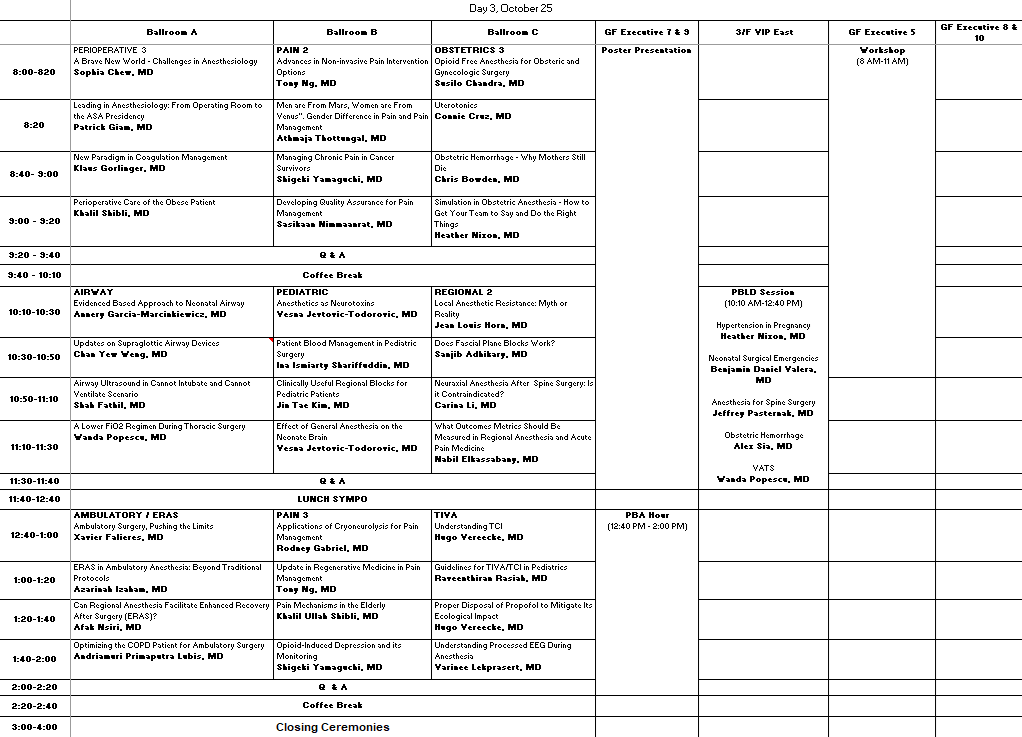 Day 3, October 25
Ballroom A
Ballroom B
Ballroom C
GF Executive 7 & 9
3/F VIP East
GF Executive 5
GF Executive 8 &
10
8:00-820
PERIOPERATIVE 3
A Brave New World - Challenges in Anesthesiology
Sophia Chew, MD
PAIN 2
Advances in Non-invasive Pain Intervention
Options
Tony Ng, MD
OBSTETRICS 3
Opioid Free Anesthesia for Obsteric and
Gynecologic Surgery
Susilo Chandra, MD
Poster Presentation
Workshop
(8 AM-11 AM)
8:20
Leading in Anesthesiology: From Operating Room to
the ASA Presidency
Patrick Giam, MD
Men are From Mars, Women are From
Venus". Gender Difference in Pain and Pain
Management
Athmaja Thottungal, MD
Uterotonics
Connie Cruz, MD
8:40- 9:00
New Paradigm in Coagulation Management
Klaus Gorlinger, MD
Managing Chronic Pain in Cancer
Survivors
Shigeki Yamaguchi, MD
Obstetric Hemorrhage - Why Mothers Still
Die
Chris Bowden, MD
9:00 - 9:20
Perioperative Care of the Obese Patient
Khalil Shibli, MD
Developing Quality Assurance for Pain
Management
Sasikaan Nimmaanrat, MD
Simulation in Obstetric Anesthesia - How to
Get Your Team to Say and Do the Right
Things
Heather Nixon, MD
9:20 - 9:40
Q & A
9:40 - 10:10
Coffee Break
10:10-10:30
AIRWAY
Evidenced Based Approach to Neonatal Airway
Annery Garcia-Marcinkiewicz, MD
PEDIATRIC
Anesthetics as Neurotoxins
Vesna Jevtovic-Todorovic, MD
REGIONAL 2
Local Anesthetic Resistance: Myth or
Reality
Jean Louis Horn, MD
PBLD Session
(10:10 AM-12:40 PM)
Hypertension in Pregnancy
Heather Nixon, MD
Neonatal Surgical Emergencies
Benjamin Daniel Valera,
MD
Anesthesia for Spine Surgery
Jeffrey Pasternak, MD
Obstetric Hemorrhage
Alex Sia, MD
VATS
Wanda Popescu, MD
10:30-10:50
Updates on Supraglottic Airway Devices
Chan Yew Weng, MD
Patient Blood Management in Pediatric
Surgery
Ina Ismiarty Shariffuddin, MD
Does Fascial Plane Blocks Work?
Sanjib Adhikary, MD
10:50-11:10
Airway Ultrasound in Cannot Intubate and Cannot
Ventilate Scenario
Shah Fathil, MD
Clinically Useful Regional Blocks for
Pediatric Patients
Jin Tae Kim, MD
Neuraxial Anesthesia After Spine Surgery: Is
it Contraindicated?
Carina Li, MD
11:10-11:30
A Lower FiO2 Regimen During Thoracic Surgery
Wanda Popescu, MD
Effect of General Anesthesia on the
Neonate Brain
Vesna Jevtovic-Todorovic, MD
What Outcomes Metrics Should Be
Measured in Regional Anesthesia and Acute
Pain Medicine
Nabil Elkassabany, MD
11:30-11:40
Q & A
11:40-12:40
LUNCH SYMPO
12:40-1:00
AMBULATORY / ERAS
Ambulatory Surgery, Pushing the Limits
Xavier Falieres, MD
PAIN 3
Applications of Cryoneurolysis for Pain
Management
Rodney Gabriel, MD
TIVA
Understanding TCI
Hugo Vereecke, MD
PBA Hour
(12:40 PM - 2:00 PM)
1:00-1:20
ERAS in Ambulatory Anesthesia: Beyond Traditional
Protocols
Azarinah Izaham, MD
Update in Regenerative Medicine in Pain
Management
Tony Ng, MD
Guidelines for TIVA/TCI in Pediatrics
Raveenthiran Rasiah, MD
1:20-1:40
Can Regional Anesthesia Facilitate Enhanced Recovery
After Surgery (ERAS)?
Afak Nsiri, MD
Pain Mechanisms in the Elderly
Khalil Ullah Shibli, MD
Proper Disposal of Propofol to Mitigate Its
Ecological Impact
Hugo Vereecke, MD
1:40-2:00
Optimizing the COPD Patient for Ambulatory Surgery
Andriamuri Primaputra Lubis, MD
Opioid-Induced Depression and its
Monitoring
Shigeki Yamaguchi, MD
Understanding Processed EEG During
Anesthesia
Varinee Lekprasert, MD
2:00-2:20
Q & A
2:20-2:40
Coffee Break
3:00-4:00
Closing Ceremonies